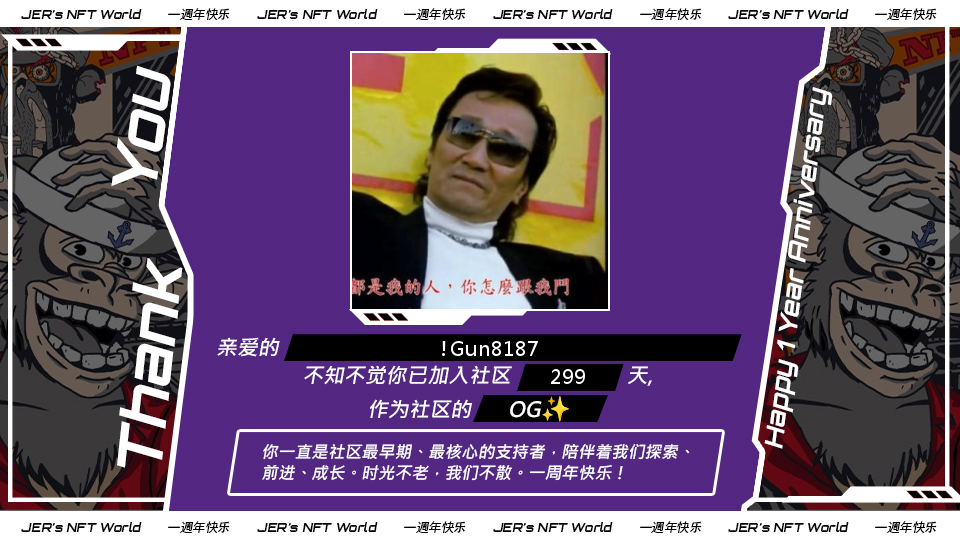 JER's NFT World 一週年快乐 JER's NFT World 一週年快乐 JER's NFT World 一週年快乐 JER's NFT World 一週年快乐
Thank You
都是我的人，你怎麼跟我鬥
亲爱的 !Gun8187
不知不觉你已加入社区 299 天,
作为社区的 OG✨
你一直是社区最早期、最核心的支持者，陪伴着我们探索、
前进、成长。时光不老，我们不散。一周年快乐！
Happy 1 Year Anniversary
JER's NFT World 一週年快乐 JER's NFT World 一週年快乐 JER's NFT World 一週年快乐 JER's NFT World 一週年快乐